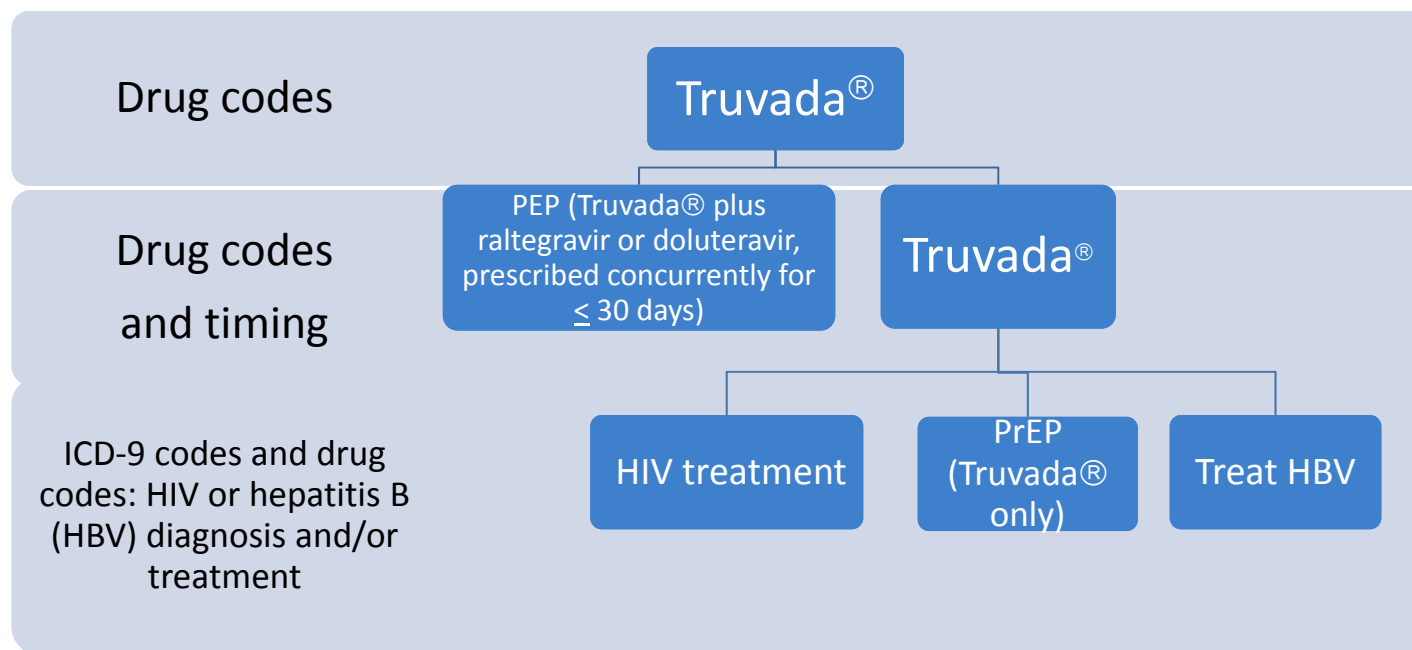 Drug codes
Truvada®
Drug codes
and timing
PEP (Truvada® plus
raltegravir or doluteravir,
prescribed concurrently for
≤ 30 days)
Truvada®
ICD-9 codes and drug
codes: HIV or hepatitis B
(HBV) diagnosis and/or
treatment
HIV treatment
PrEP
(Truvada®
only)
Treat HBV